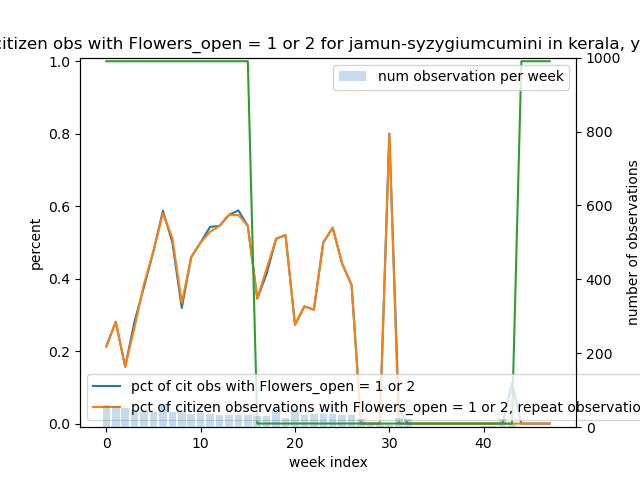 citizen obs with Flowers_open = 1 or 2 for jamun-syzygiumcumini in kerala, y
num observation per week
1.0
0.8
0.6
0.4
0.2
0.0
percent
1000
800
600
400
200
0
number of observations
pct of cit obs with Flowers_open = 1 or 2
pct of citizen observations with Flowers_open = 1 or 2, repeat observatio
0 10 20 30 40
week index